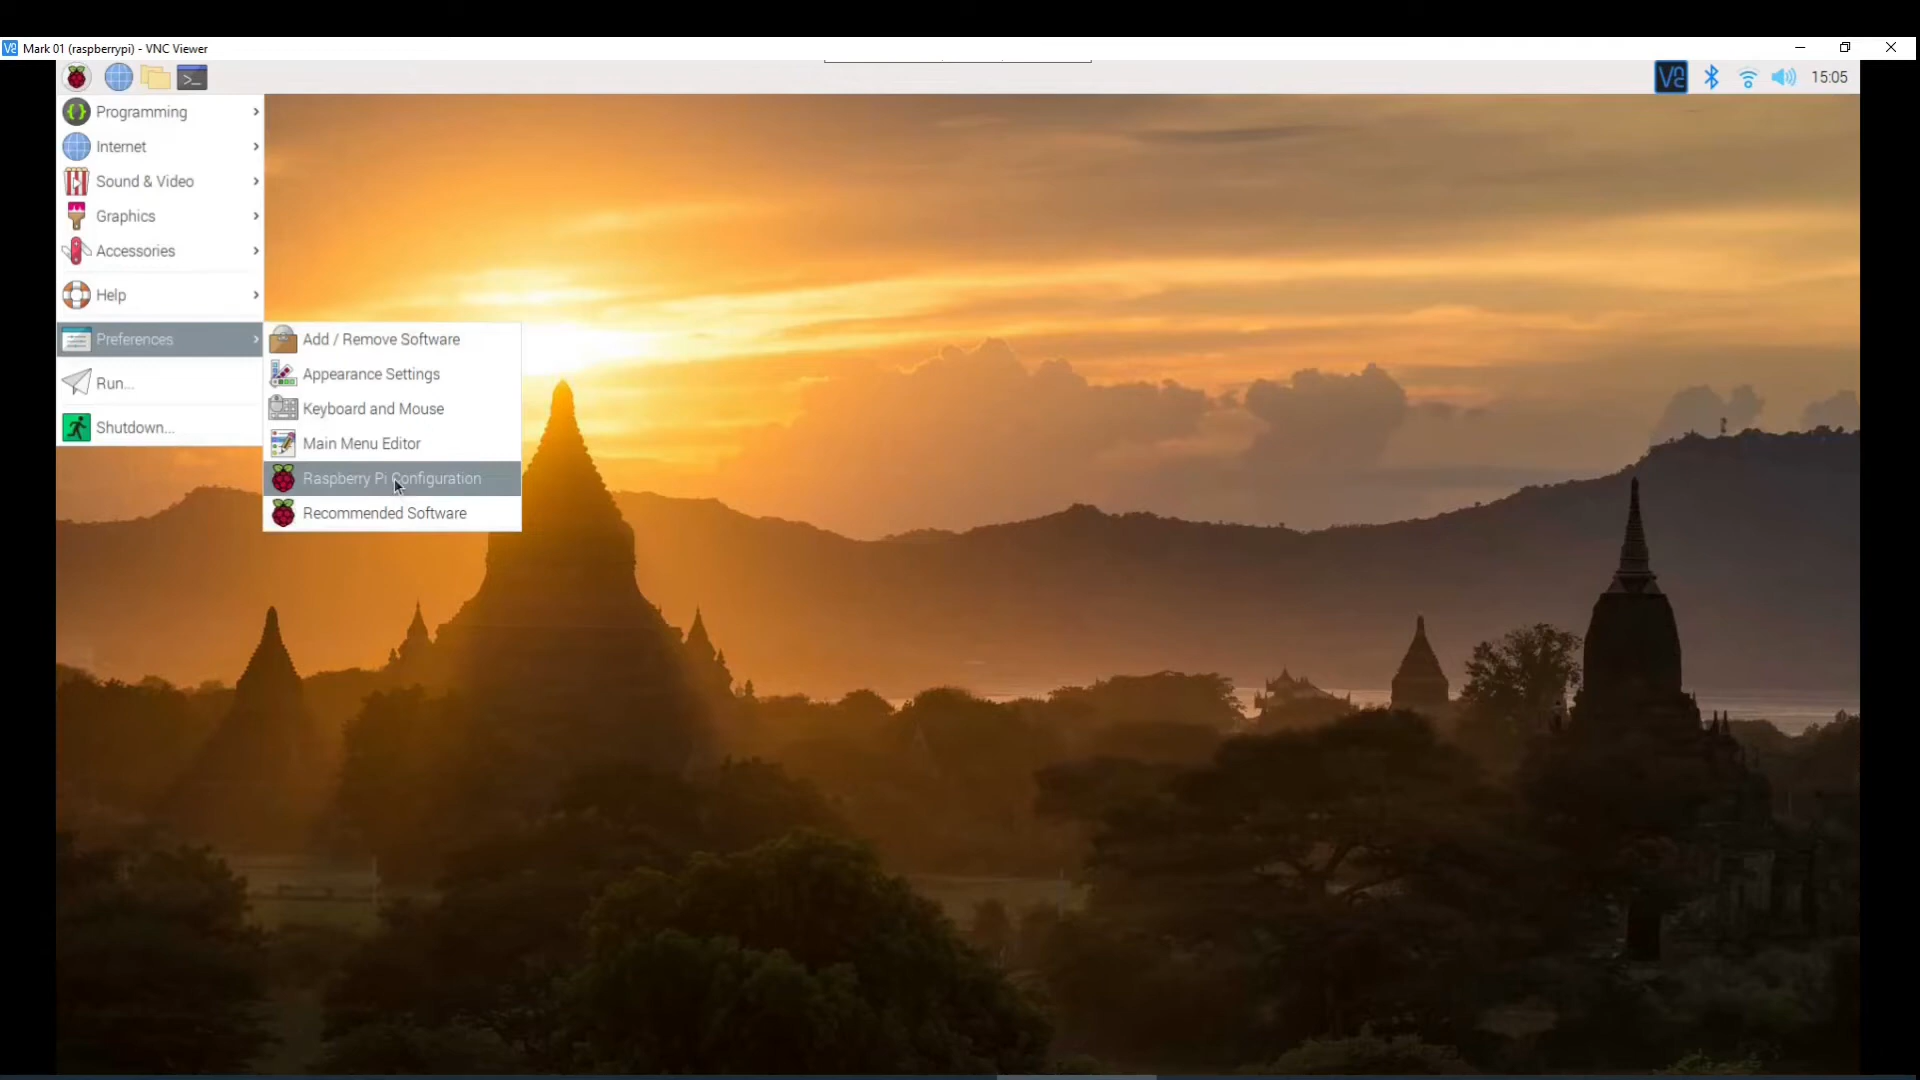 Mark 01 (raspberrypi) - VNC Viewer
15:05
Programming
Internet
Sound & Video
Graphics
Accessories
Help
Preferences
Run...
Shutdown...
Add / Remove Software
Appearance Settings
Keyboard and Mouse
Main Menu Editor
Raspberry Pi Configuration
Recommended Software